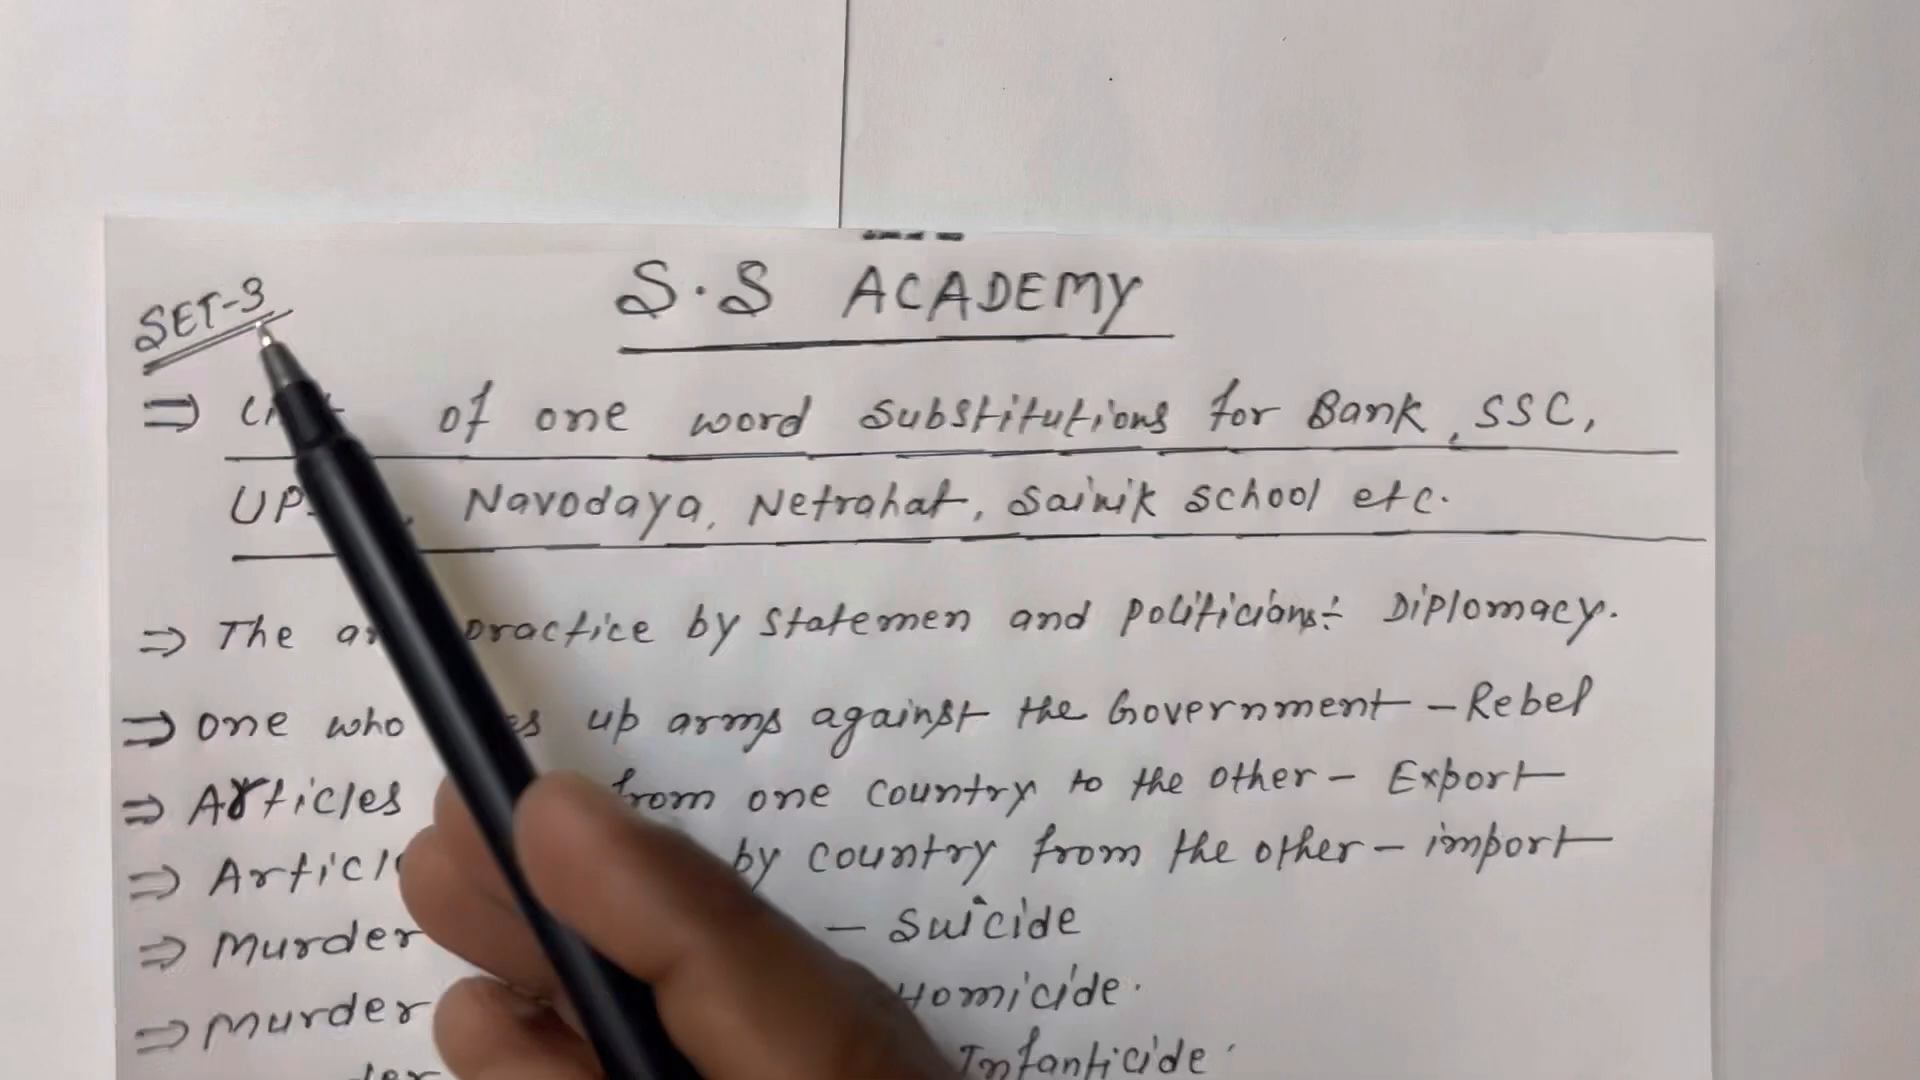 SET-3
S.S ACADEMY
⇒ of one word substitutions for Bank, SSC,
Navodaya, Netrahat, Sainik School etc.
⇒ The practice by statemen and politicians:- Diplomacy.
⇒ one who up arms against the Government - Rebel
⇒ Articles from one country to the other - Export
⇒ by country from the other - import
⇒ Murder - Suicide
⇒ Murder Homicide.
Infanticide.